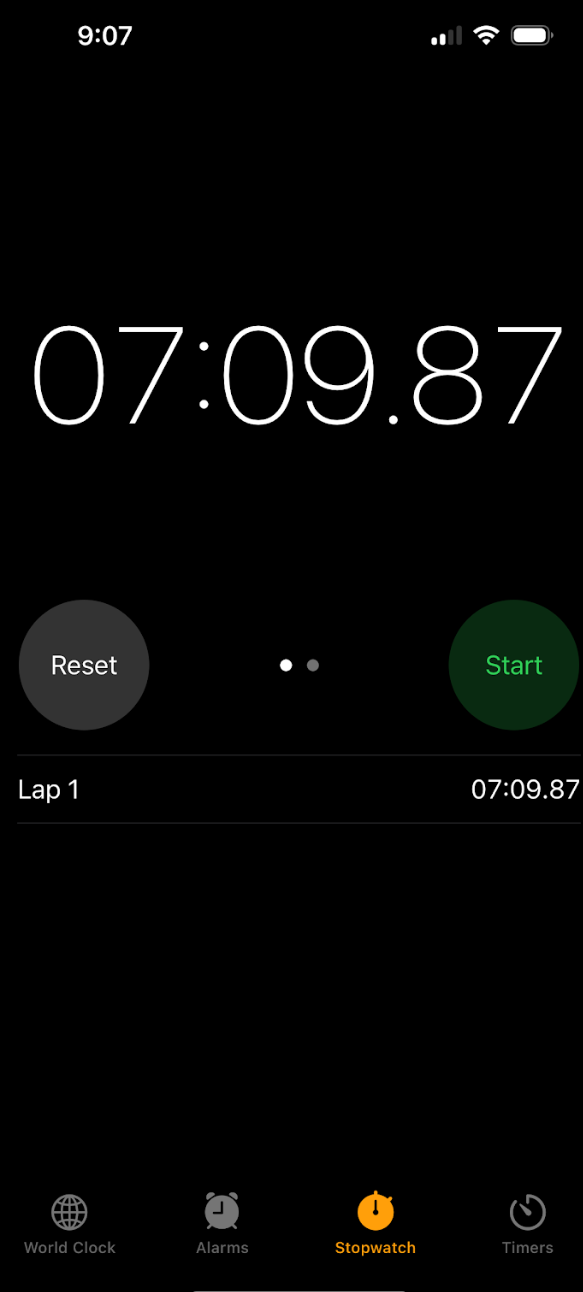 9:07
07:09.87
Reset
Start
Lap 1 07:09.87
World Clock Alarms Stopwatch Timers